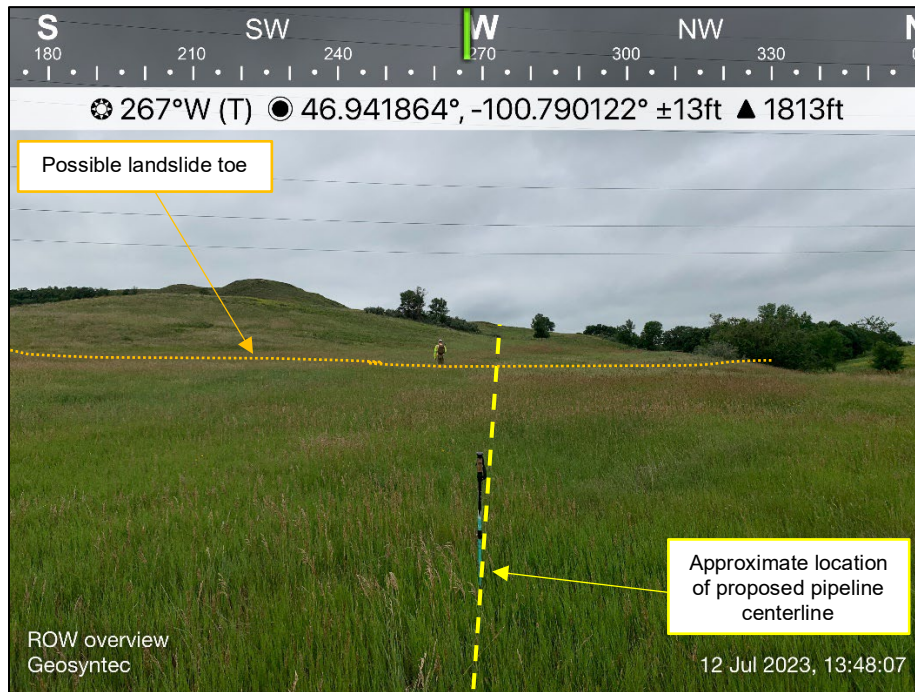 S SW W NW N
180 210 240 270 300 330
267°W (T) 46.941864°, -100.790122° ±13ft ▲ 1813ft
Possible landslide toe
Approximate location
of proposed pipeline
centerline
ROW overview
Geosyntec
12 Jul 2023, 13:48:07